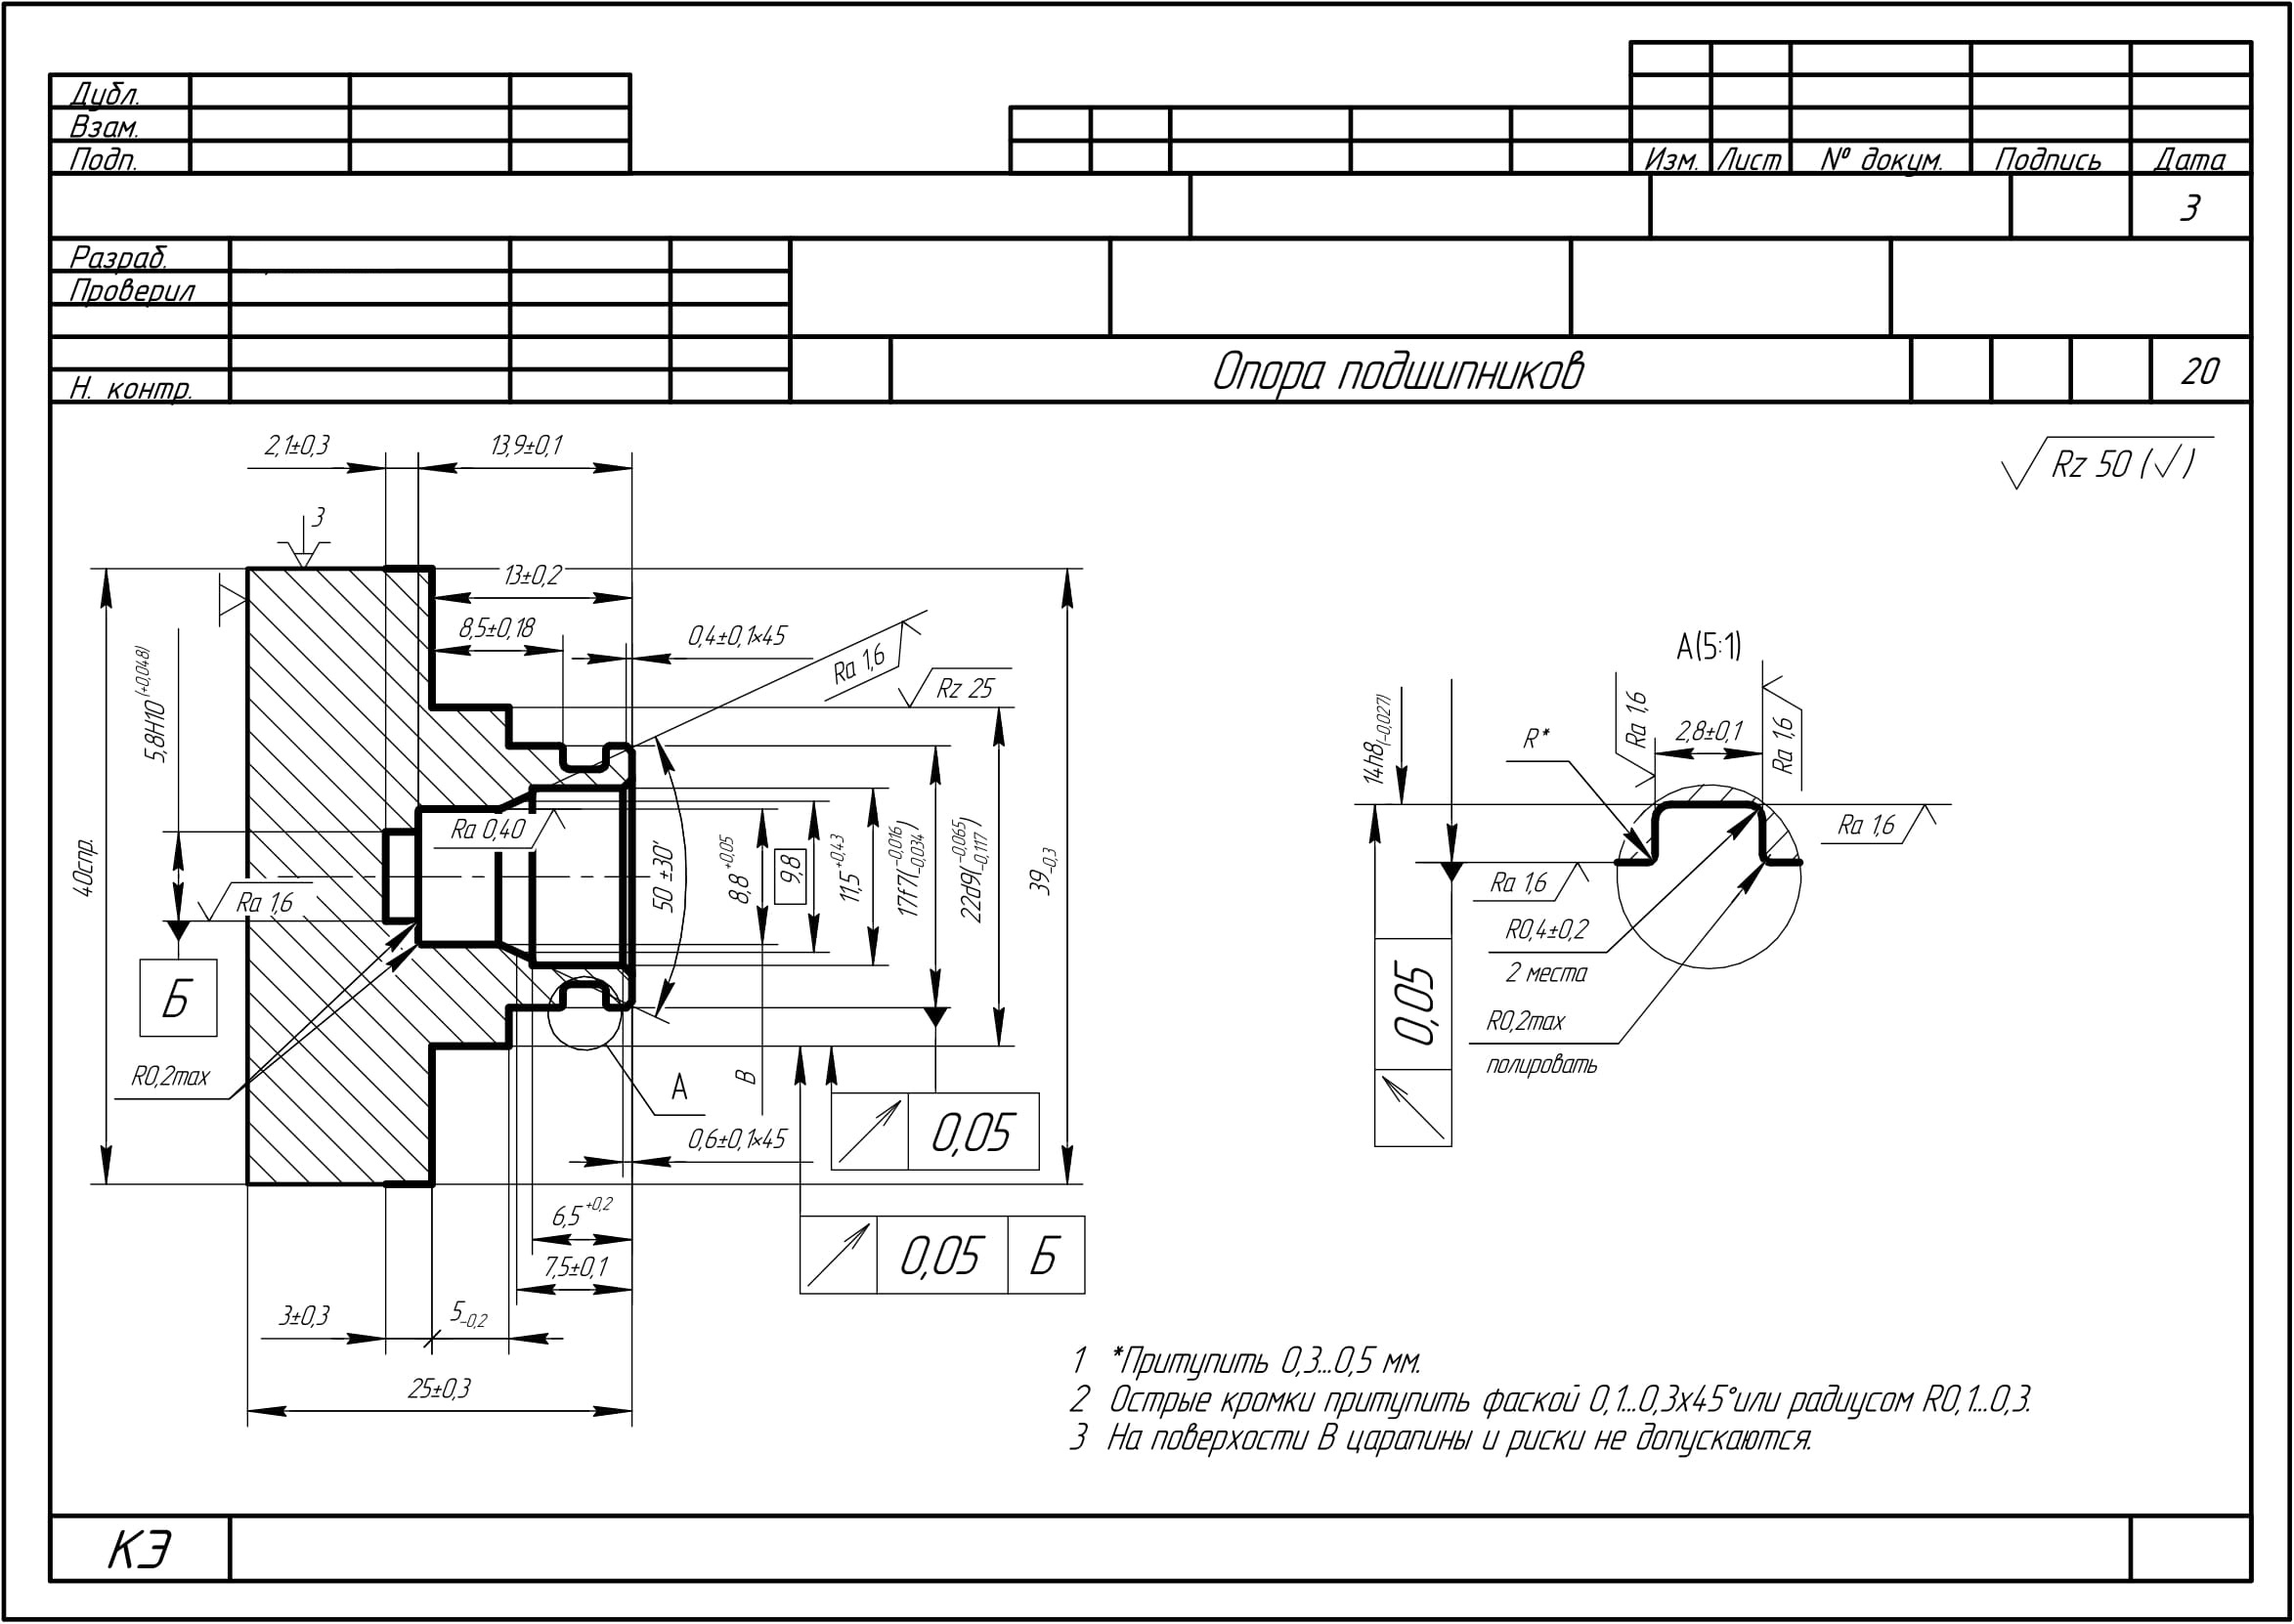 Дубл.
Взам.
Подп.
Изм. Лист № докум. Подпись Дата
3
Разраб.
Проверил
Н. контр.
Опора подшипников
20
2,1±0,3
13,9±0,1
Rz 50 (√)
3
13±0,2
8,5±0,18
0,4±0,1×45
Ra 1,6
Rz 25
5,8H10(+0,048)
40спр.
Ra 0,40
Ra 1,6
50 ±30'
8,8+0,05
9,8
11,5+0,43
17f7(-0,016 -0,034)
22d9(-0,065 -0,117)
39-0,3
Б
R0,2max
A
В
0,6±0,1×45
0,05
6,5+0,2
7,5±0,1
0,05 Б
3±0,3
5-0,2
25±0,3
A(5:1)
14h8(-0,027)
R*
Ra 1,6
2,8±0,1
Ra 1,6
Ra 1,6
Ra 1,6
R0,4±0,2
2 места
0,05
R0,2max
полировать
1 *Притупить 0,3...0,5 мм.
2 Острые кромки притупить фаской 0,1...0,3х45°или радиусом R0,1...0,3.
3 На поверхости В царапины и риски не допускаются.
КЭ